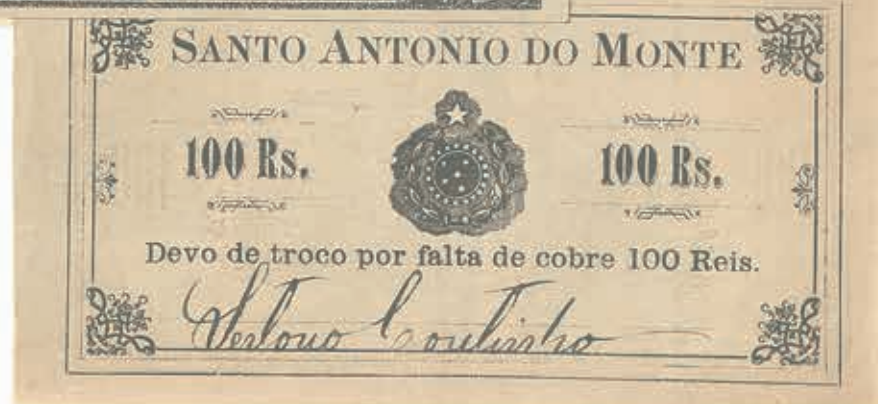 SANTO ANTONIO DO MONTE
100 Rs. 100 Rs.
Devo de troco por falta de cobre 100 Reis.
Coutinho